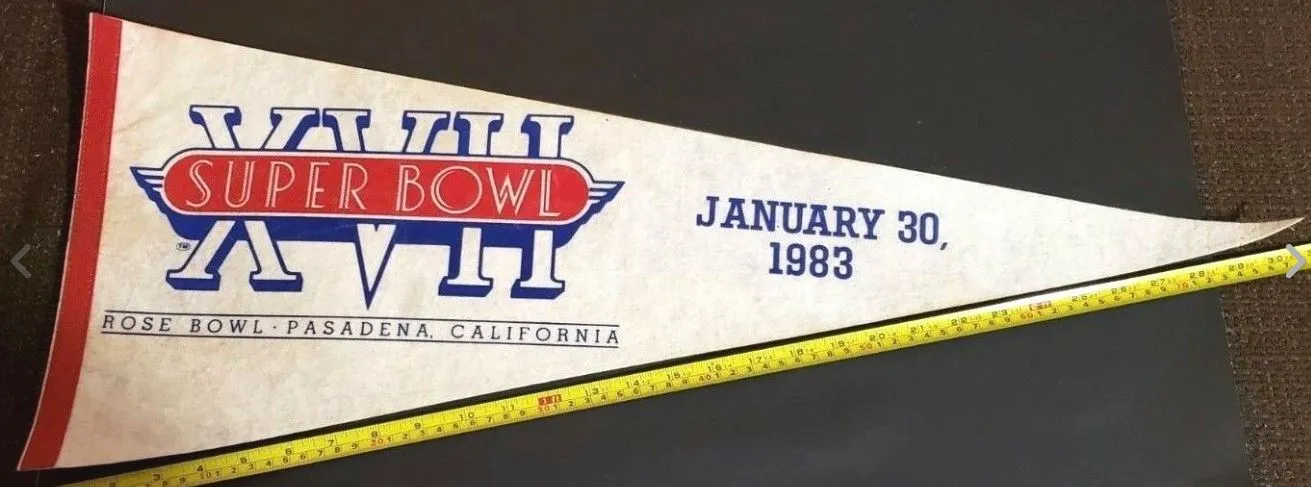 XVII
SUPER BOWL
TM
ROSE BOWL · PASADENA, CALIFORNIA
JANUARY 30,
1983